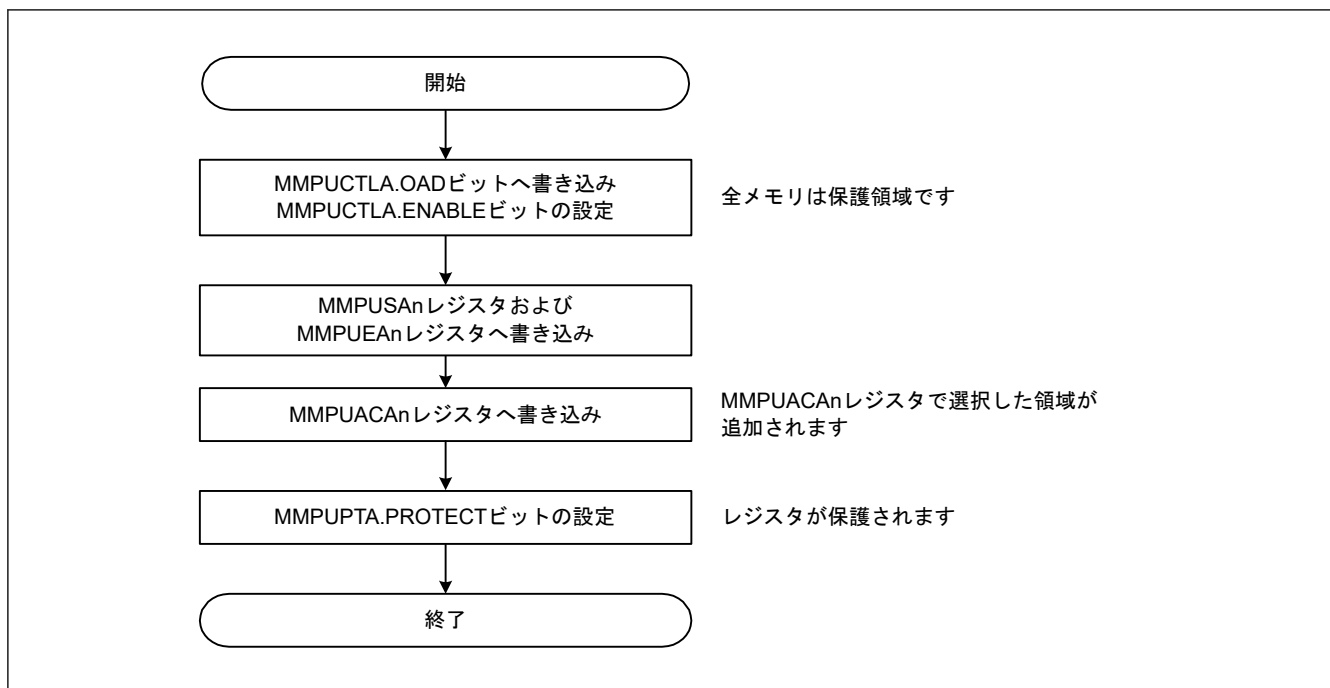 開始
MMPUCTLA.OADビットへ書き込み
MMPUCTLA.ENABLEビットの設定
全メモリは保護領域です
MMPUSAnレジスタおよび
MMPUEAnレジスタへ書き込み
MMPUACAnレジスタへ書き込み
MMPUACAnレジスタで選択した領域が
追加されます
MMPUPTA.PROTECTビットの設定
レジスタが保護されます
終了